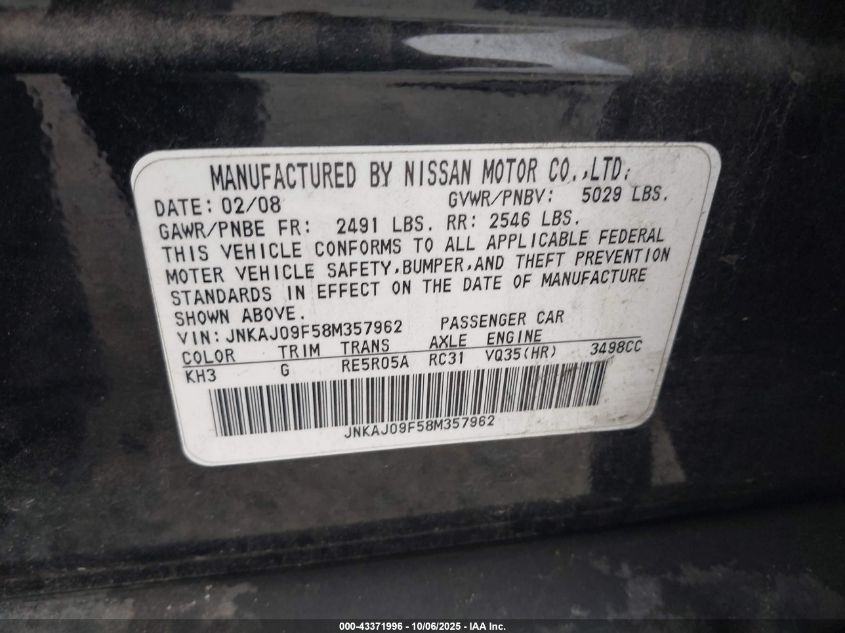 MANUFACTURED BY NISSAN MOTOR CO.,LTD.
DATE: 02/08 GVWR/PNBV: 5029 LBS.
GAWR/PNBE FR: 2491 LBS. RR: 2546 LBS.
THIS VEHICLE CONFORMS TO ALL APPLICABLE FEDERAL
MOTER VEHICLE SAFETY,BUMPER,AND THEFT PREVENTION
STANDARDS IN EFFECT ON THE DATE OF MANUFACTURE
SHOWN ABOVE.
VIN:JNKAJ09F58M357962 PASSENGER CAR
COLOR TRIM TRANS AXLE ENGINE
KH3 G RE5R05A RC31 VQ35(HR) 3498CC
JNKAJ09F58M357962
000-43371996 - 10/06/2025 - IAA Inc.